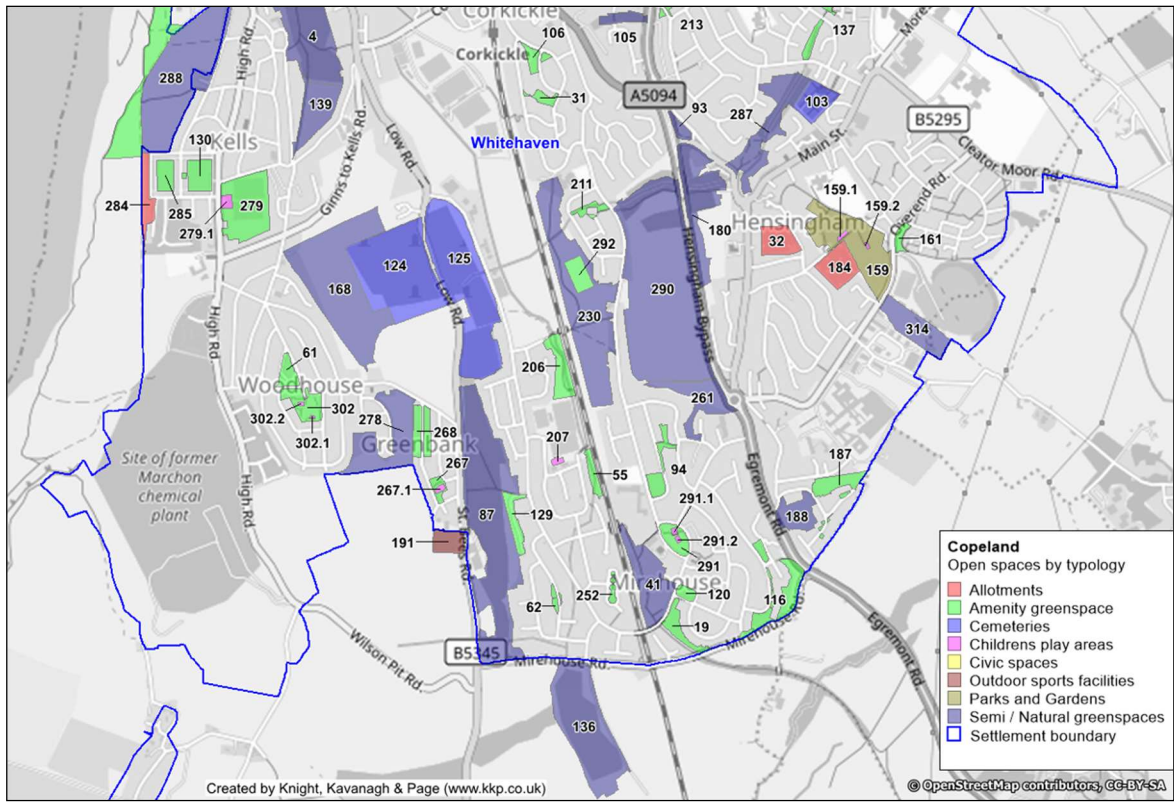 Corkickle
Corkickle
106
105
213
137
More
High Rd
4
288
139
31
A5094
93
287
103
B5295
Main St.
Cleator Moor Rd.
Low Rd.
Ginns to Kells Rd.
Whitehaven
130
Kells
284
285
279
279.1
211
292
Hensingham
180
159.1
159.2
Overend Rd.
161
32
184
159
124
125
168
290
Hensingham Bypass
230
314
Low Rd.
High Rd
61
Woodhouse
206
302
302.2
302.1
278
268
Greenbank
261
207
94
55
187
Site of former
Marchon
chemical
plant
267
267.1
High Rd
87
129
291.1
291.2
291
188
Egremont Rd.
191
St. Bees Rd.
41
Mirehouse
120
252
62
19
116
Mirehouse Rd.
Egremont Rd.
B5345
Mirehouse Rd.
Wilson Pit Rd.
136
Copeland
Open spaces by typology
Allotments
Amenity greenspace
Cemeteries
Childrens play areas
Civic spaces
Outdoor sports facilities
Parks and Gardens
Semi / Natural greenspaces
Settlement boundary
Created by Knight, Kavanagh & Page (www.kkp.co.uk)
© OpenStreetMap contributors, CC-BY-SA